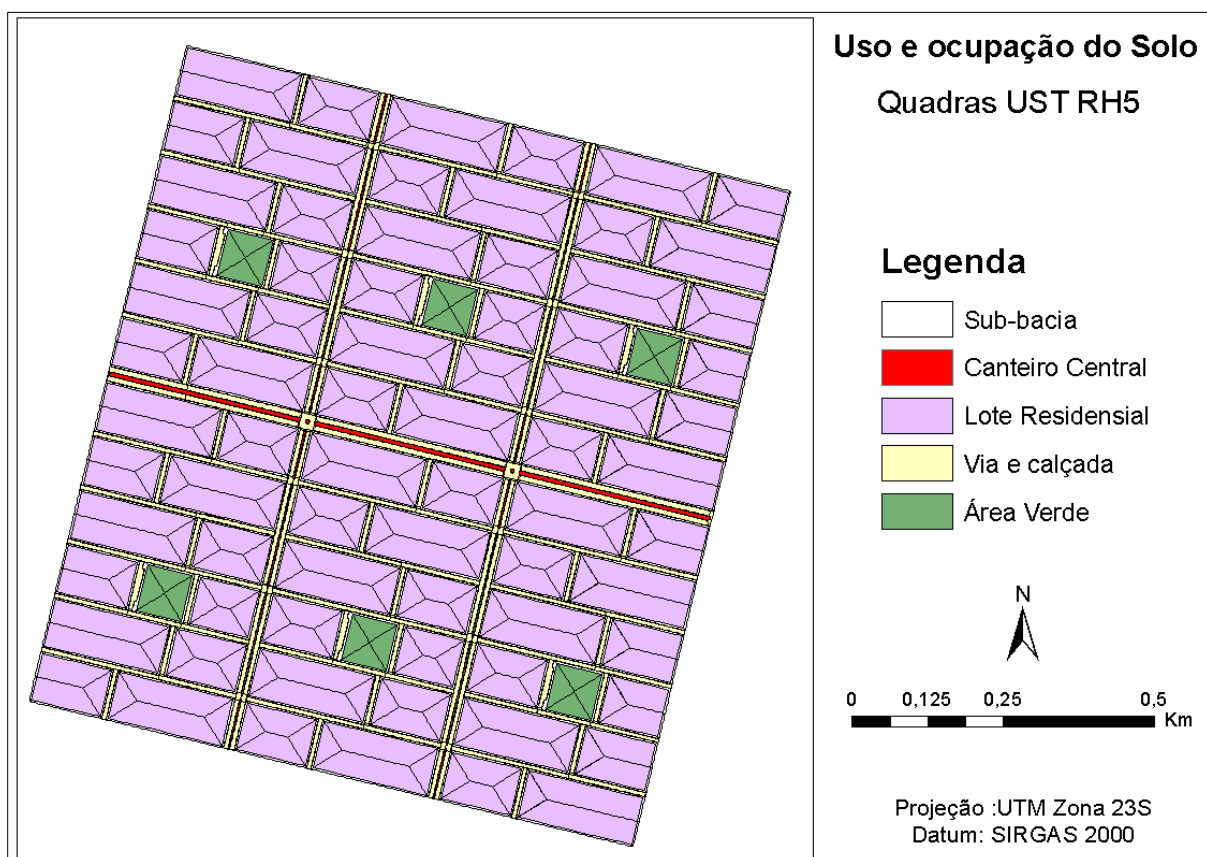 Uso e ocupação do Solo
Quadras UST RH5
Legenda
Sub-bacia
Canteiro Central
Lote Residensial
Via e calçada
Área Verde
N
0 0,125 0,25 0,5
Km
Projeção :UTM Zona 23S
Datum: SIRGAS 2000